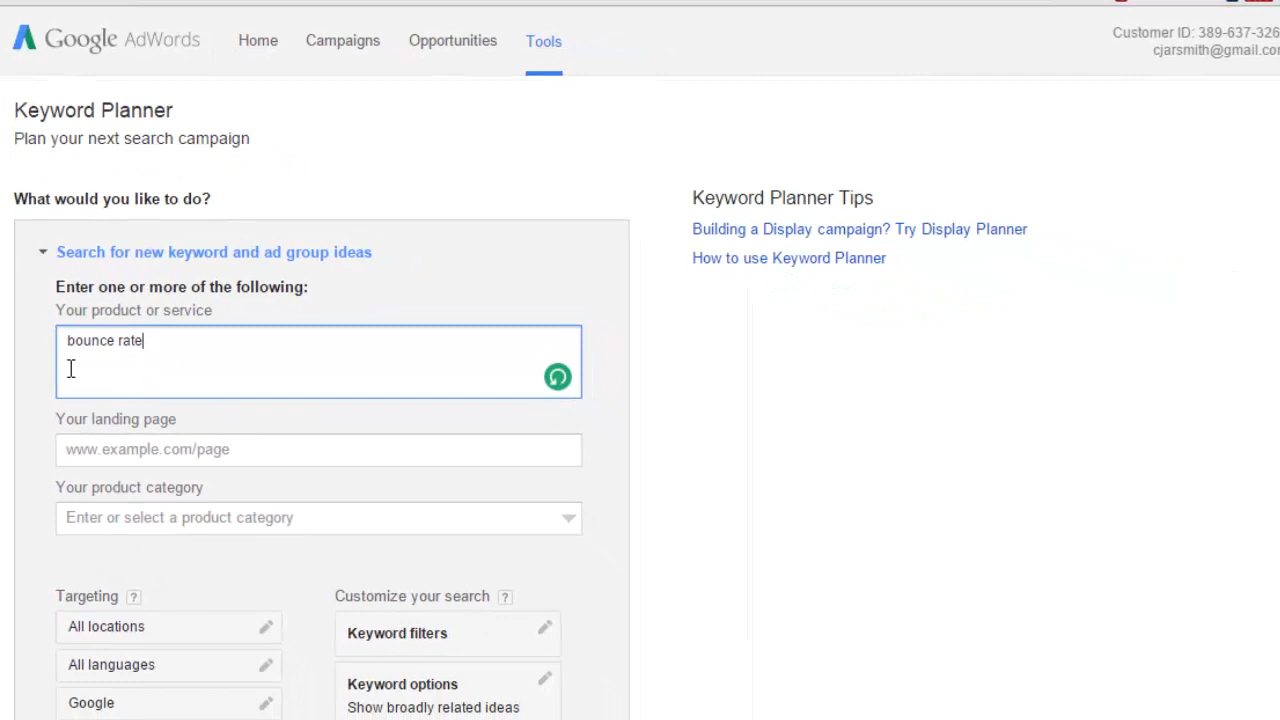 Google AdWords Home Campaigns Opportunities Tools
Customer ID: 389-637-326
cjarsmith@gmail.co
Keyword Planner
Plan your next search campaign
What would you like to do?
Search for new keyword and ad group ideas
Enter one or more of the following:
Your product or service
bounce rate
Your landing page
www.example.com/page
Your product category
Enter or select a product category
Targeting ?
All locations
All languages
Google
Customize your search ?
Keyword filters
Keyword options
Show broadly related ideas
Keyword Planner Tips
Building a Display campaign? Try Display Planner
How to use Keyword Planner